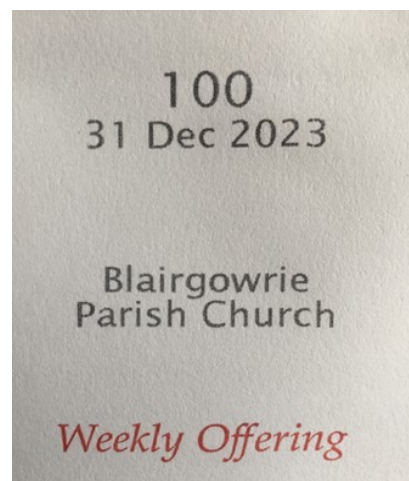 100
31 Dec 2023
Blairgowrie
Parish Church
Weekly Offering